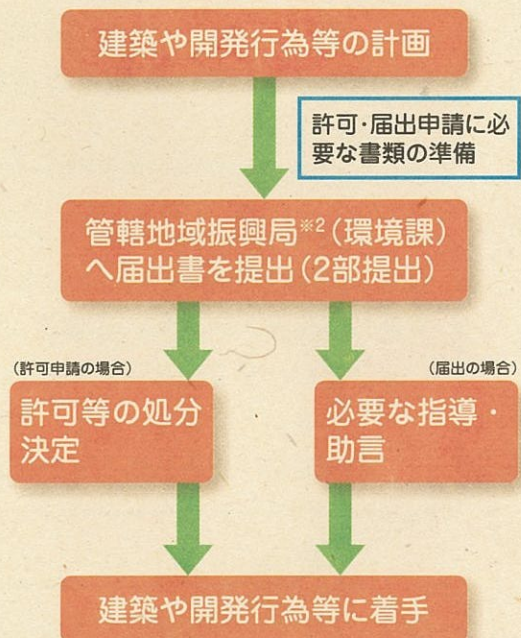 建築や開発行為等の計画
許可・届出申請に必
要な書類の準備
管轄地域振興局※2(環境課)
へ届出書を提出(2部提出)
(許可申請の場合)
(届出の場合)
許可等の処分
決定
必要な指導・
助言
建築や開発行為等に着手